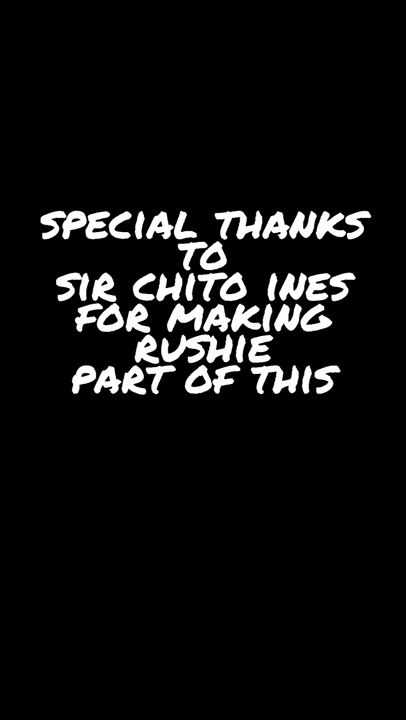 SPECIAL THANKS
TO
SIR CHITO INES
FOR MAKING
RUSHIE
PART OF THIS